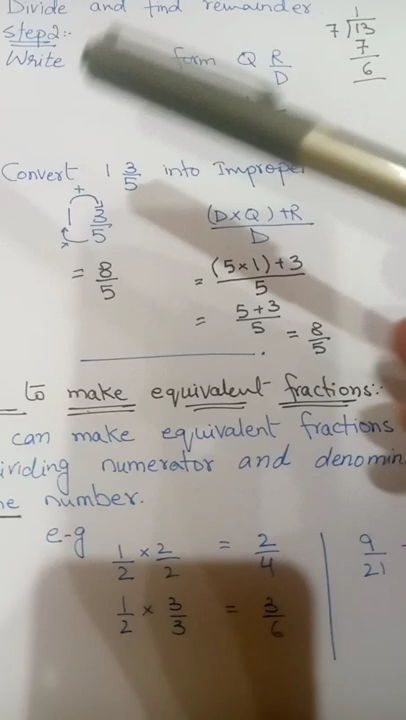 Divide and find remainder.
Step2:-
Write form Q R/D
1
7)13
7
6
Convert 1 3/5 into Improper
+
1 3/5
x
= 8/5
(D×Q)+R/D
= (5×1)+3/5
= 5+3/5 = 8/5
to make equivalent fractions:-
can make equivalent fractions
viding numerator and denomin
number.
e-g 1/2 × 2/2 = 2/4
1/2 × 3/3 = 3/6
9/21